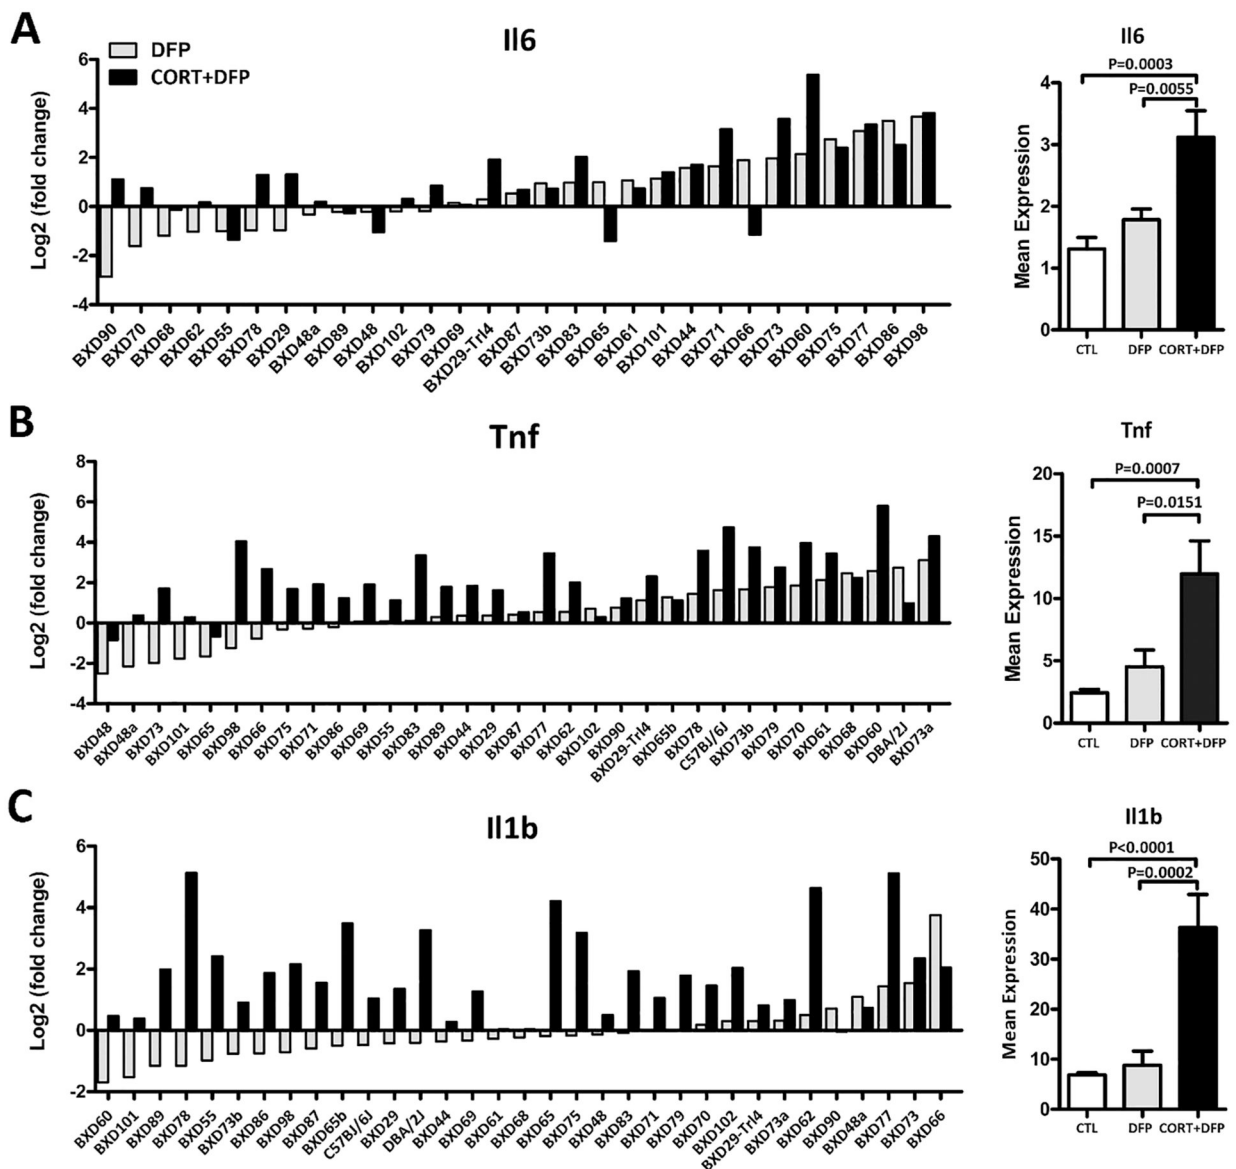 A
Il6
DFP
CORT+DFP
Log2 (fold change)
6
4
2
0
-2
-4
BXD90
BXD70
BXD68
BXD62
BXD55
BXD78
BXD29
BXD48a
BXD89
BXD48
BXD102
BXD79
BXD69
BXD29-Trl4
BXD87
BXD73b
BXD83
BXD65
BXD61
BXD101
BXD44
BXD71
BXD66
BXD73
BXD60
BXD75
BXD77
BXD86
BXD98
Il6
P=0.0003
P=0.0055
Mean Expression
4
3
2
1
0
CTL DFP CORT+DFP
B
Tnf
Log2 (fold change)
8
6
4
2
0
-2
-4
BXD48
BXD48a
BXD73
BXD101
BXD65
BXD98
BXD66
BXD75
BXD71
BXD86
BXD69
BXD55
BXD83
BXD89
BXD44
BXD29
BXD87
BXD77
BXD62
BXD102
BXD90
BXD29-Trl4
BXD65b
BXD78
C57BJ/6J
BXD73b
BXD79
BXD70
BXD61
BXD68
BXD60
DBA/2J
BXD73a
Tnf
P=0.0007
P=0.0151
Mean Expression
20
15
10
5
0
CTL DFP CORT+DFP
C
Il1b
Log2 (fold change)
6
4
2
0
-2
BXD60
BXD101
BXD89
BXD78
BXD55
BXD73b
BXD86
BXD98
BXD87
BXD65b
C57BJ/6J
BXD29
DBA/2J
BXD44
BXD69
BXD61
BXD68
BXD65
BXD75
BXD48
BXD83
BXD71
BXD79
BXD70
BXD102
BXD29-Trl4
BXD73a
BXD62
BXD90
BXD48a
BXD77
BXD73
BXD66
Il1b
P<0.0001
P=0.0002
Mean Expression
50
40
30
20
10
0
CTL DFP CORT+DFP